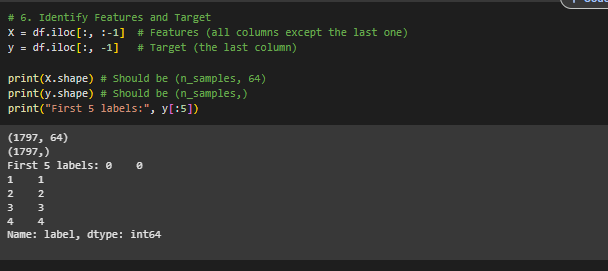 # 6. Identify Features and Target
X = df.iloc[:, :-1]  # Features (all columns except the last one)
y = df.iloc[:, -1]   # Target (the last column)
print(X.shape) # Should be (n_samples, 64)
print(y.shape) # Should be (n_samples,)
print("First 5 labels:", y[:5])
(1797, 64)
(1797,)
First 5 labels: 0    0
1    1
2    2
3    3
4    4
Name: label, dtype: int64